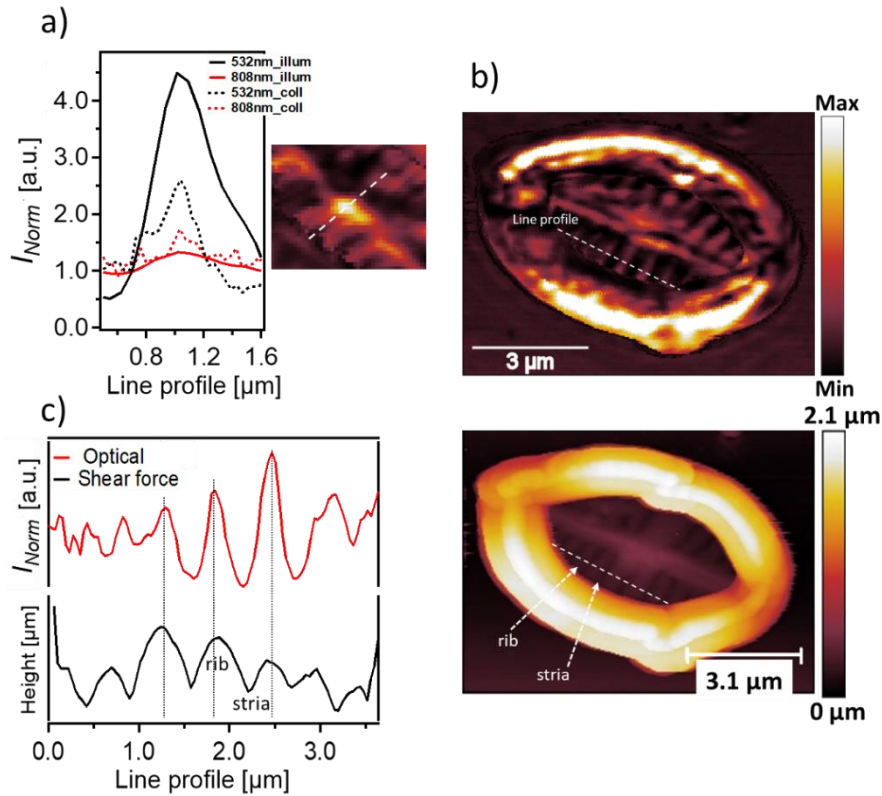 a)
532nm_illum
808nm_illum
532nm_coll
808nm_coll
I_Norm [a.u.]
4.0
3.0
2.0
1.0
0.0
0.8 1.2 1.6
Line profile [µm]
b)
Max
Line profile
3 µm
Min
2.1 µm
rib
stria
3.1 µm
0 µm
c)
Optical
Shear force
I_Norm [a.u.]
Height [µm]
rib
stria
0.0 1.0 2.0 3.0
Line profile [µm]